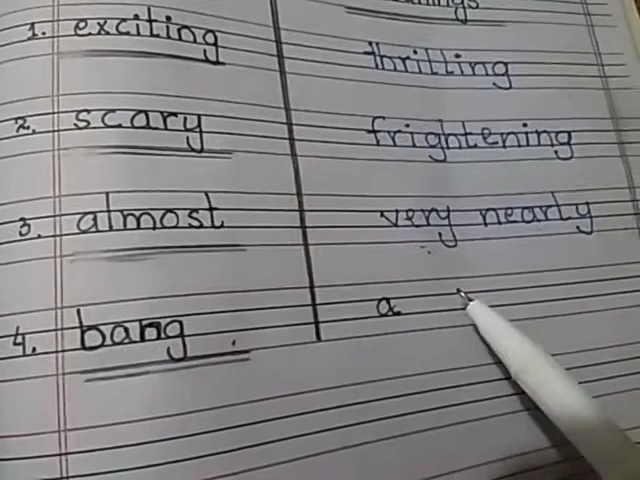 1. exciting thrilling
2. scary frightening
3. almost very nearly
4. bang a